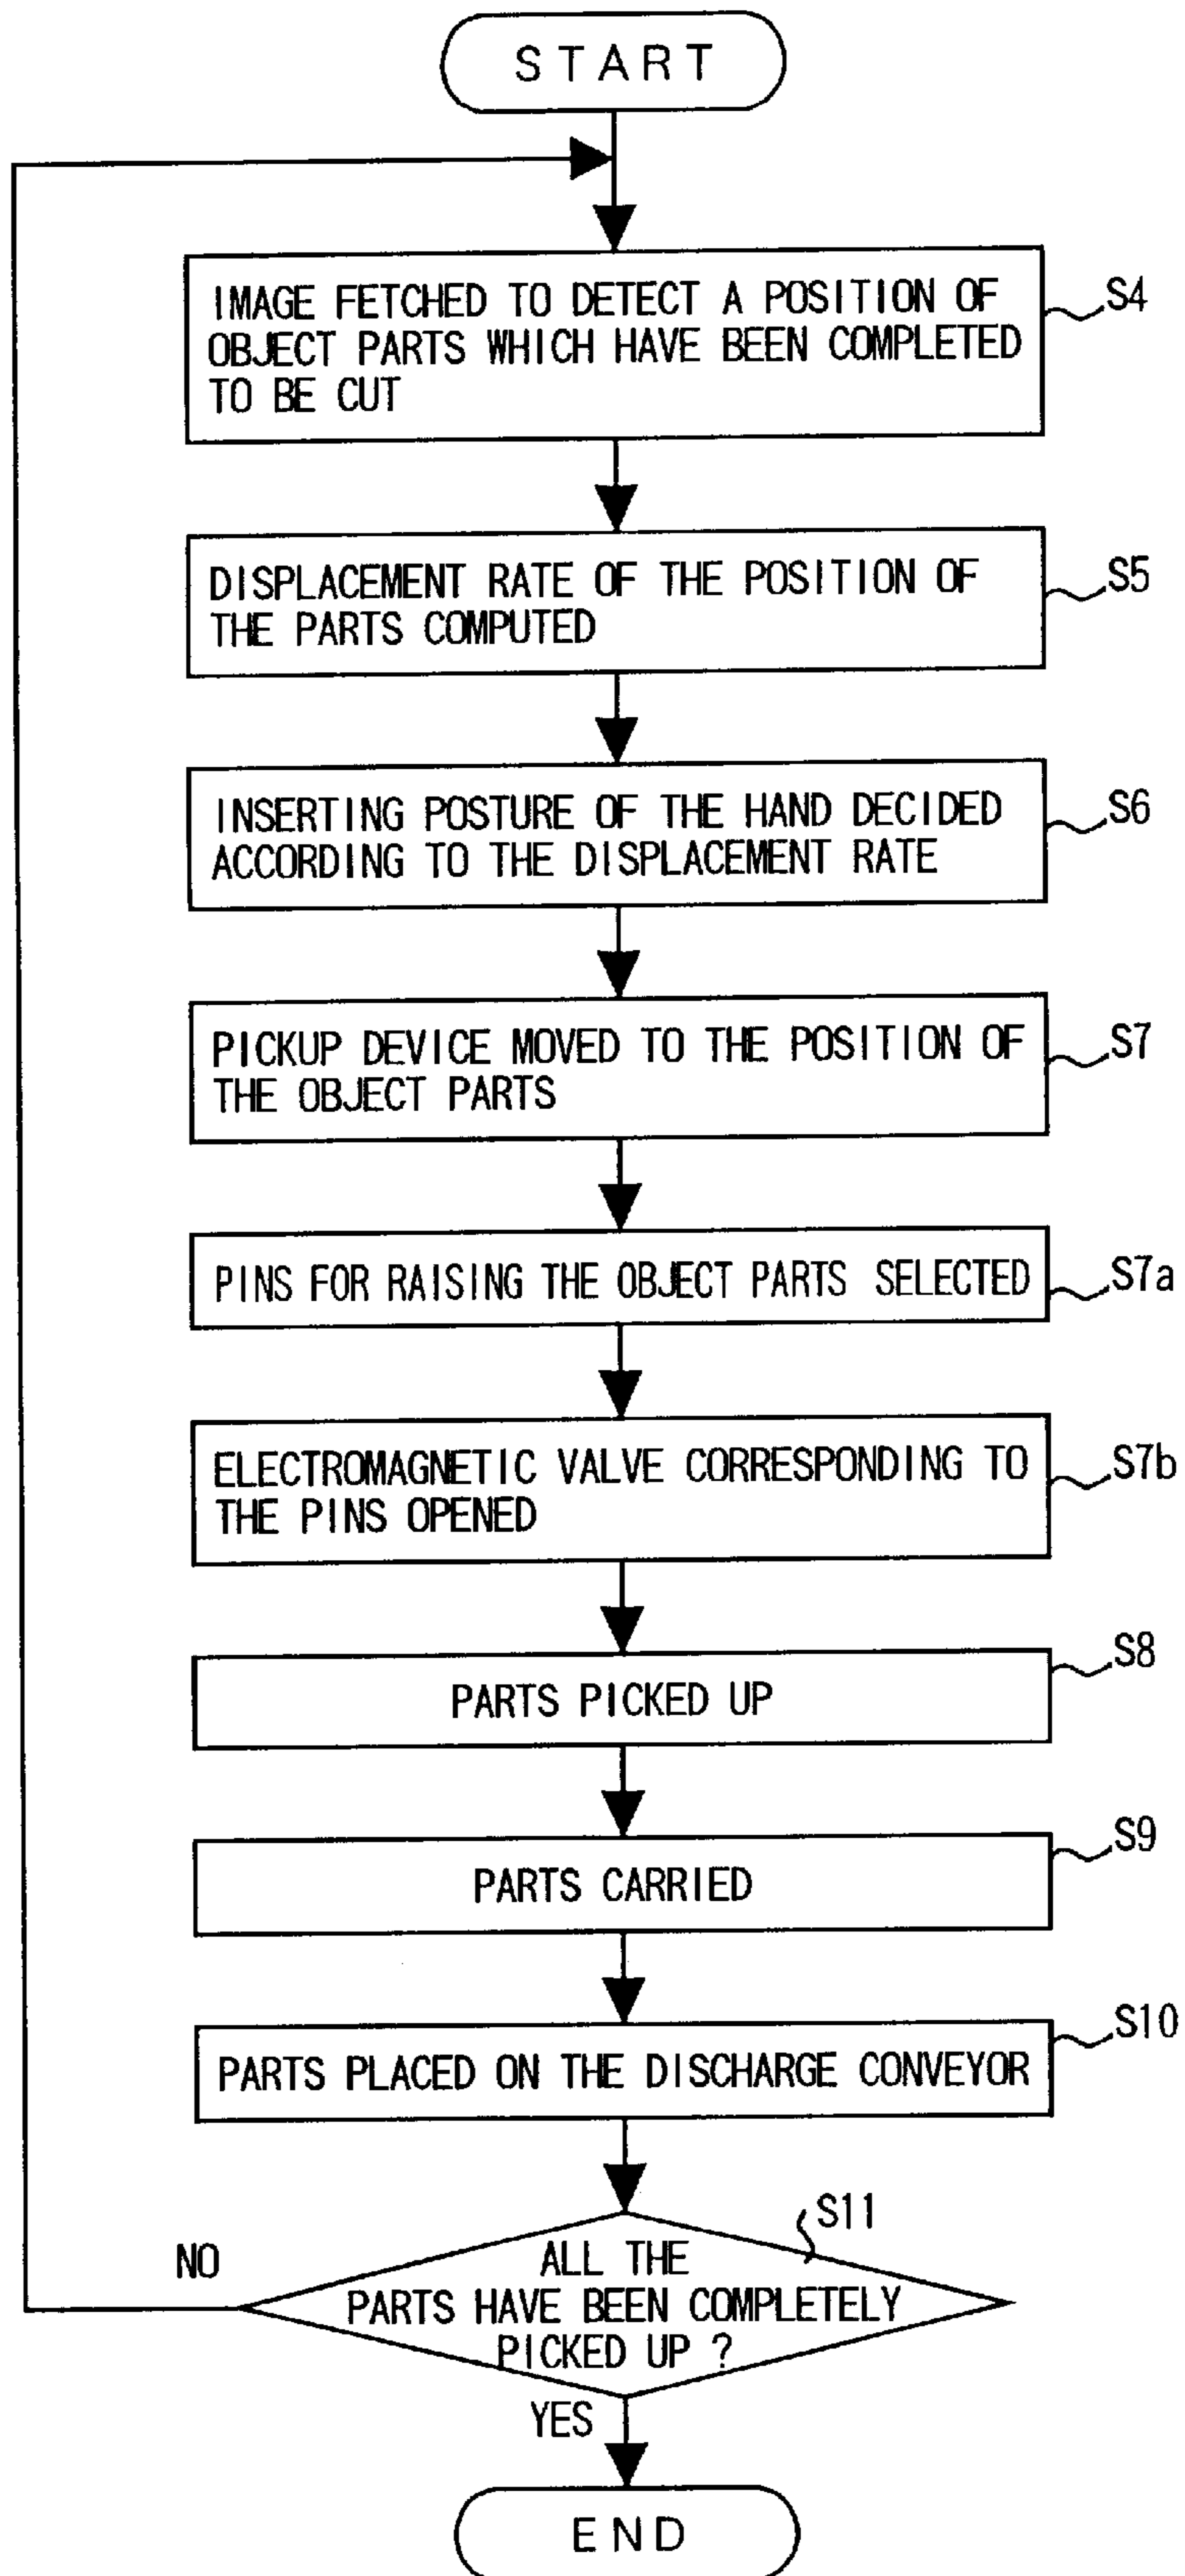 START
IMAGE FETCHED TO DETECT A POSITION OF
OBJECT PARTS WHICH HAVE BEEN COMPLETED
TO BE CUT
S4
DISPLACEMENT RATE OF THE POSITION OF
THE PARTS COMPUTED
S5
INSERTING POSTURE OF THE HAND DECIDED
ACCORDING TO THE DISPLACEMENT RATE
S6
PICKUP DEVICE MOVED TO THE POSITION OF
THE OBJECT PARTS
S7
PINS FOR RAISING THE OBJECT PARTS SELECTED
S7a
ELECTROMAGNETIC VALVE CORRESPONDING TO
THE PINS OPENED
S7b
PARTS PICKED UP
S8
PARTS CARRIED
S9
PARTS PLACED ON THE DISCHARGE CONVEYOR
S10
S11
NO
ALL THE
PARTS HAVE BEEN COMPLETELY
PICKED UP ?
YES
END